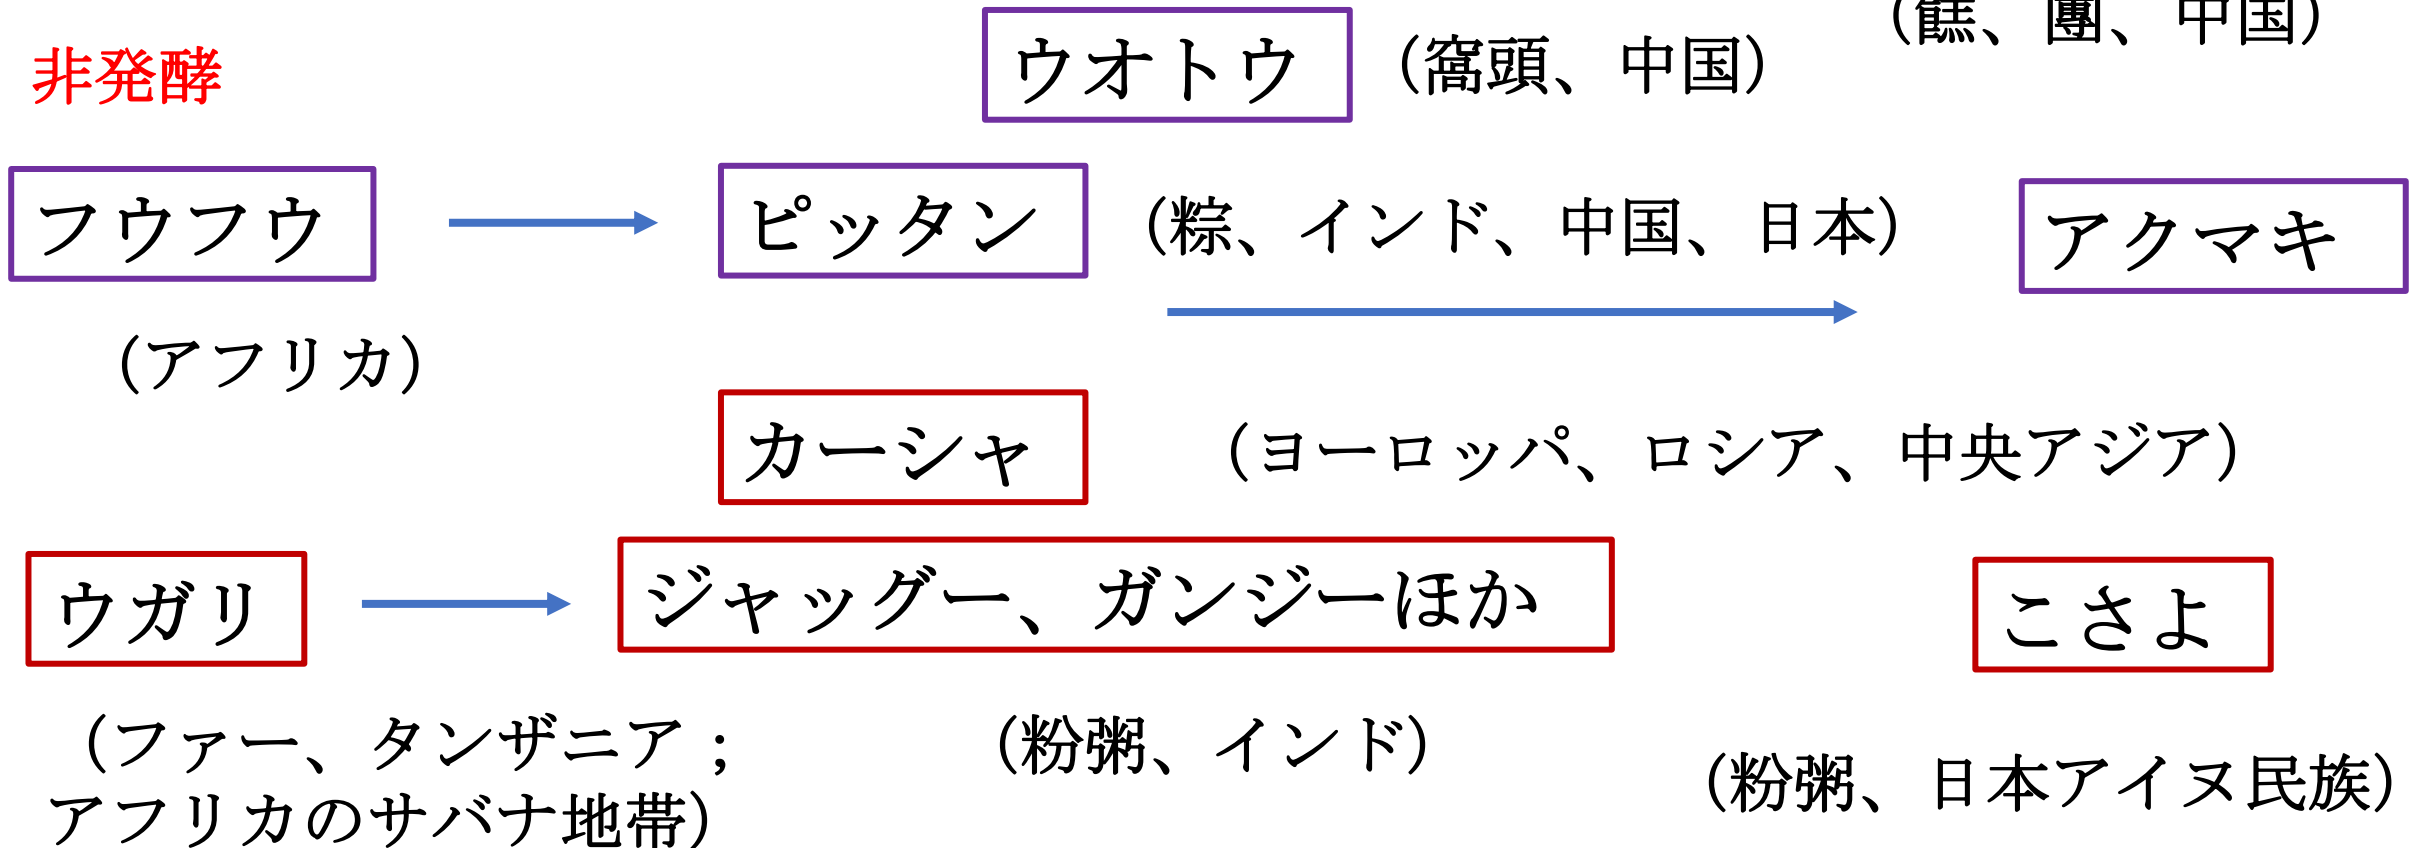 (餻、團、中国)
非発酵
ウオトウ (窩頭、中国)
フウフウ ピッタン (粽、インド、中国、日本) アクマキ
(アフリカ)
カーシャ (ヨーロッパ、ロシア、中央アジア)
ウガリ ジャッグー、ガンジーほか こさよ
(ファー、タンザニア; (粉粥、インド)
アフリカのサバナ地帯) (粉粥、日本アイヌ民族)